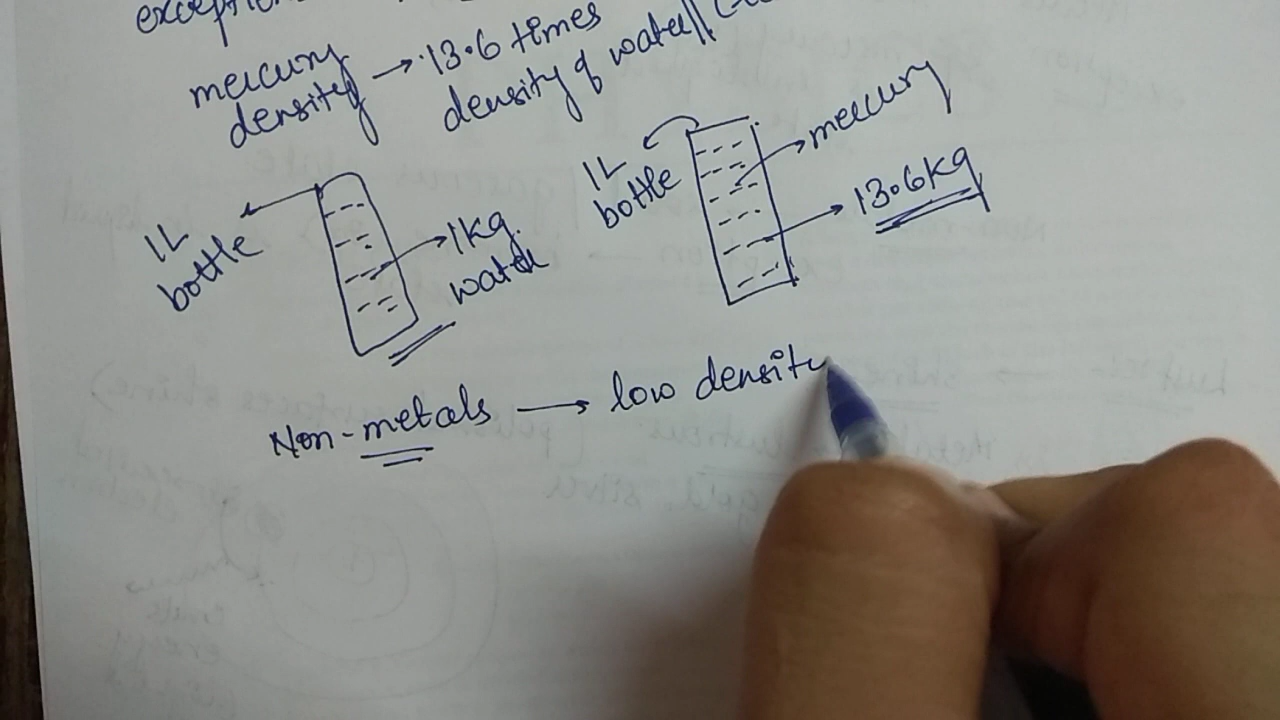 exception
mercury
density → 13.6 times
density of water
1L
bottle
1kg.
water
1L
bottle
mercury
13.6kg
Non-metals → low density